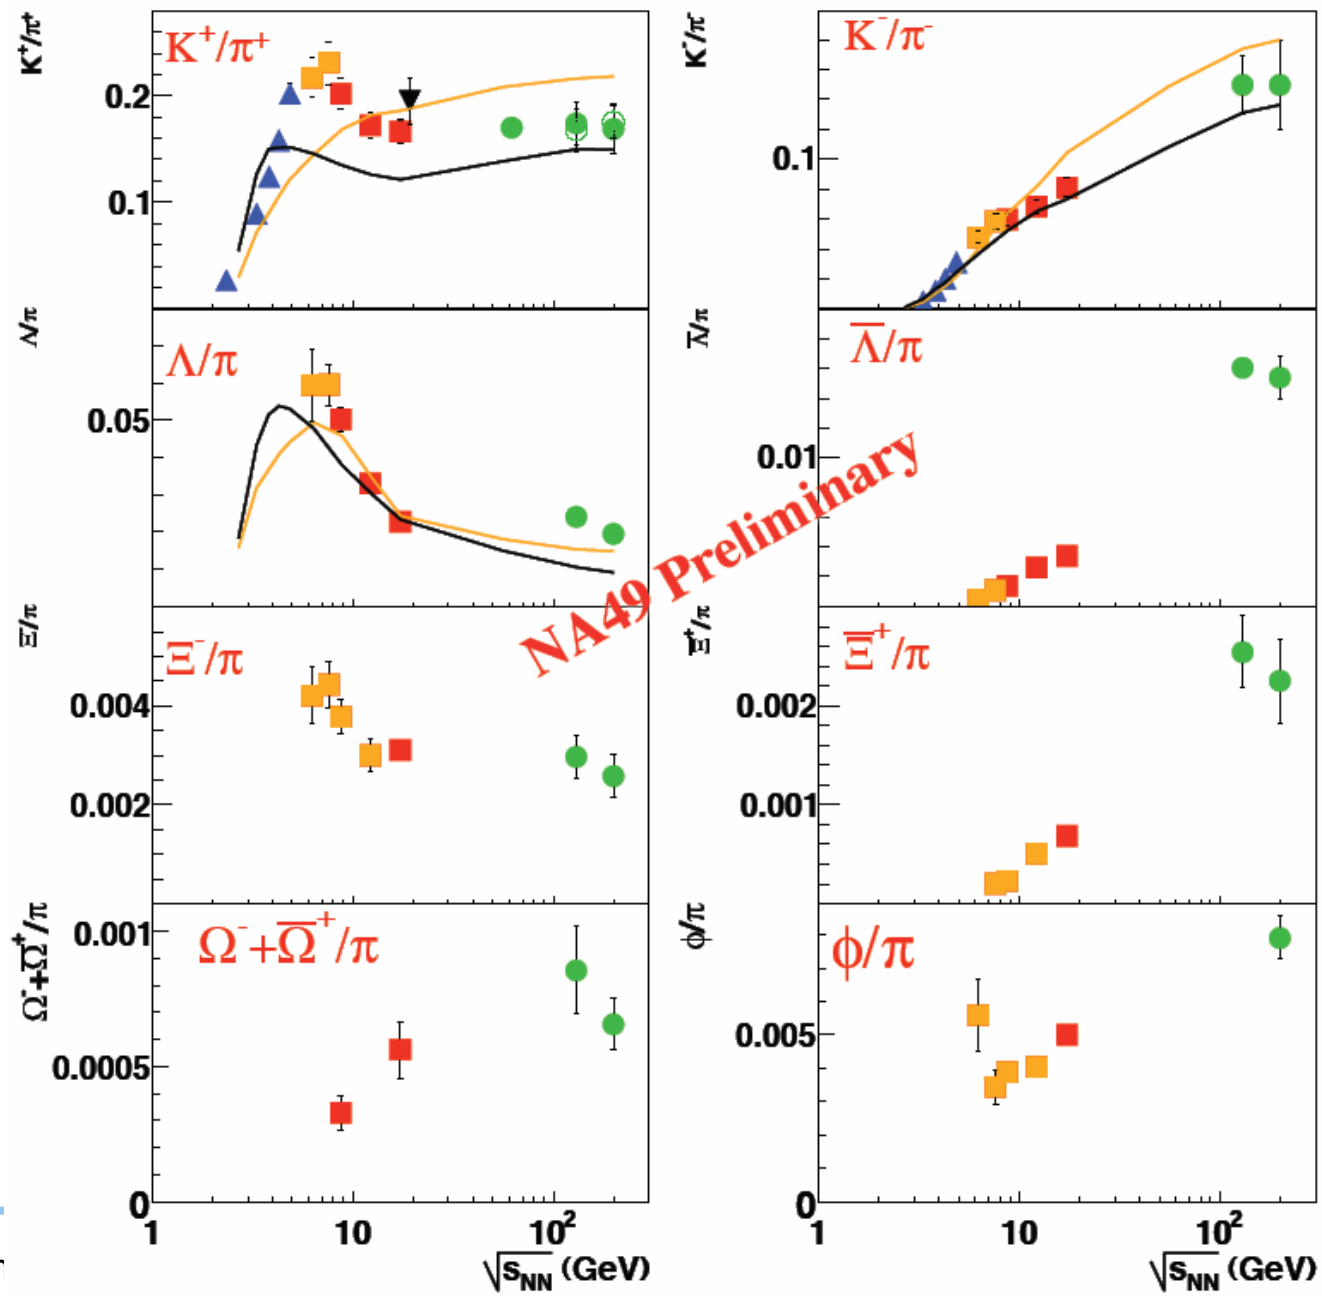 K⁺/π⁺
K⁺/π⁺
0.2
0.1
K⁻/π⁻
K⁻/π⁻
0.1
Λ/π
Λ/π
0.05
Λ̅/π
Λ̅/π
0.01
NA49 Preliminary
Ξ/π
Ξ⁻/π
0.004
0.002
Ξ̅⁺/π
Ξ̅⁺/π
0.002
0.001
Ω⁻+Ω̅⁺/π
Ω⁻+Ω̅⁺/π
0.001
0.0005
0
1
10
10²
√sNN (GeV)
ϕ/π
ϕ/π
0.005
0
1
10
10²
√sNN (GeV)